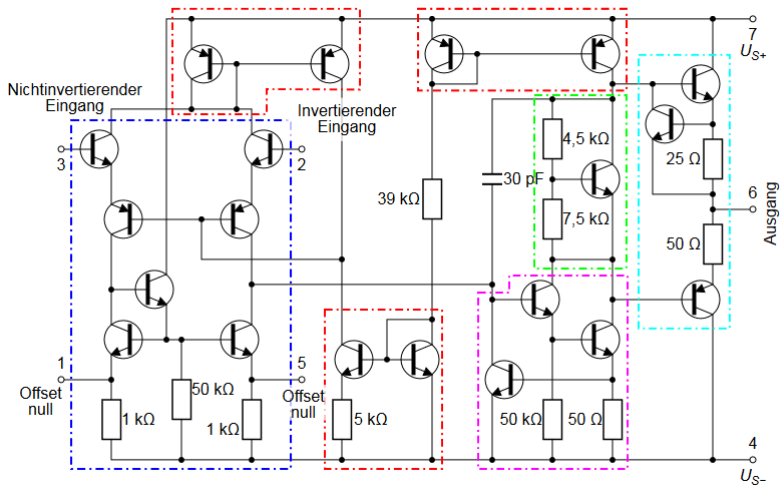 7
U_S+
Nichtinvertierender
Eingang
Invertierender
Eingang
3
2
4,5 kΩ
25 Ω
30 pF
39 kΩ
6
7,5 kΩ
50 Ω
Ausgang
1
5
Offset
null
50 kΩ
Offset
null
1 kΩ
1 kΩ
5 kΩ
50 kΩ
50 Ω
4
U_S−